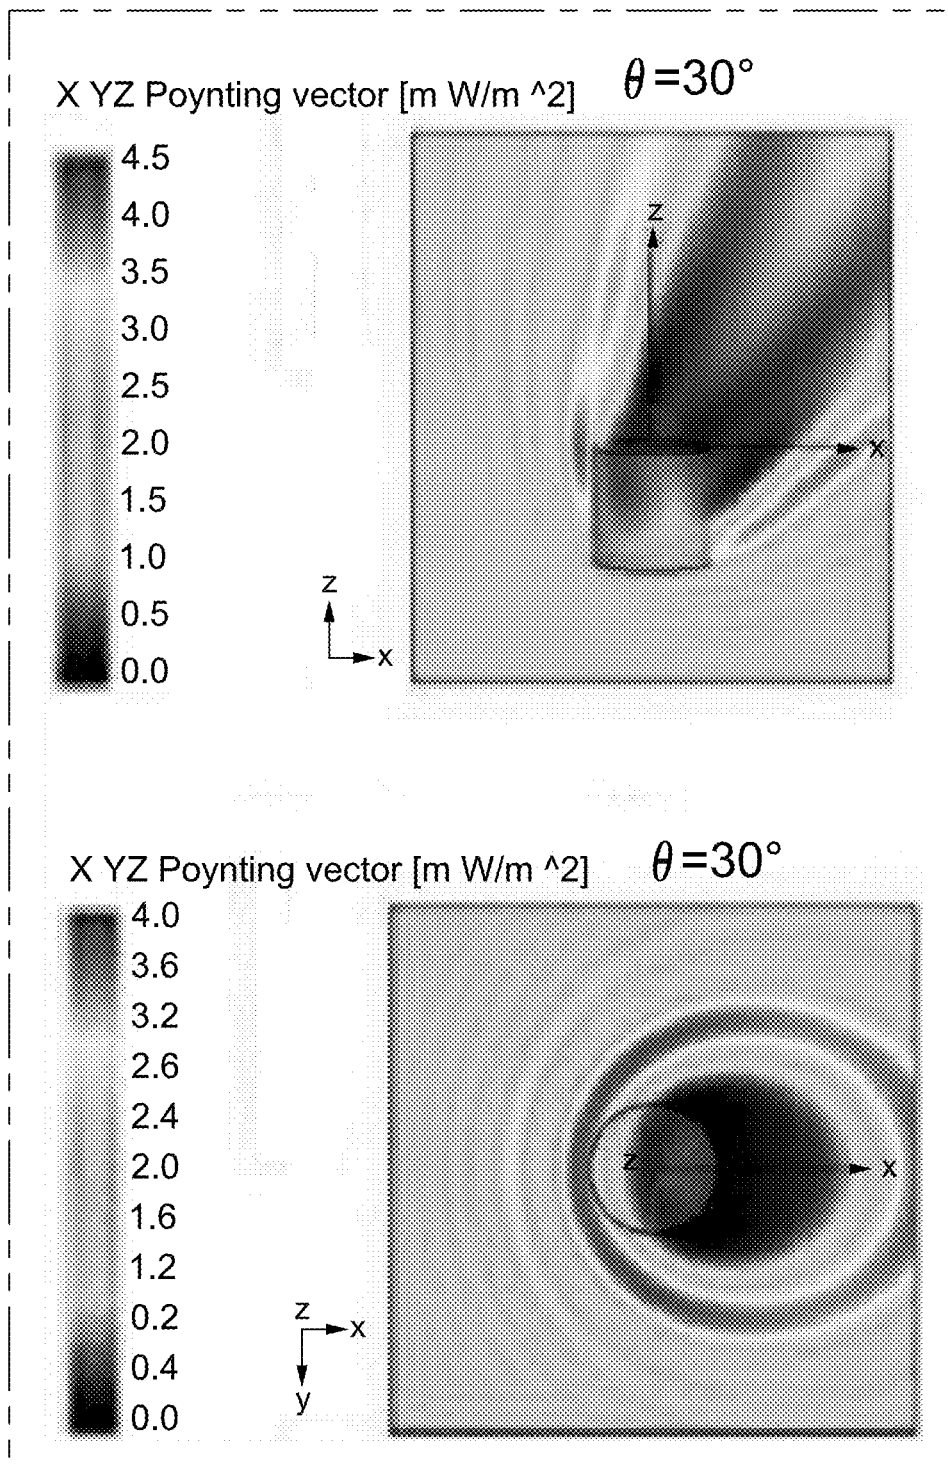 X YZ Poynting vector [m W/m ^2] θ=30°
4.5
4.0
3.5
3.0
2.5
2.0
1.5
1.0
0.5
0.0
z
x
z
x
X YZ Poynting vector [m W/m ^2] θ=30°
4.0
3.6
3.2
2.6
2.4
2.0
1.6
1.2
0.2
0.4
0.0
z
x
z
x
y